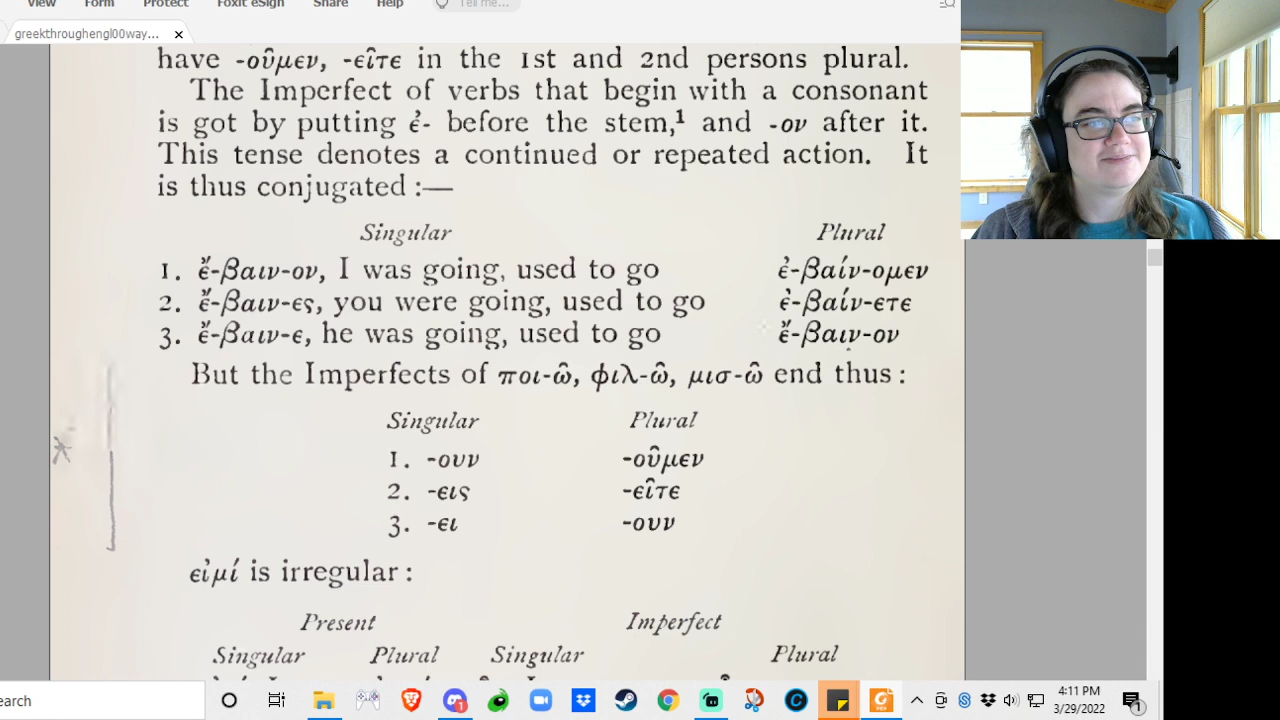 View Form Protect Foxit eSign Share Help Tell me...
greekthroughengl00way... ×
have -οῦμεν, -εῖτε in the 1st and 2nd persons plural.
The Imperfect of verbs that begin with a consonant
is got by putting ἐ- before the stem,¹ and -ον after it.
This tense denotes a continued or repeated action. It
is thus conjugated :—
Singular Plural
1. ἔ-βαιν-ον, I was going, used to go ἐ-βαίν-ομεν
2. ἔ-βαιν-ες, you were going, used to go ἐ-βαίν-ετε
3. ἔ-βαιν-ε, he was going, used to go ἔ-βαιν-ον
But the Imperfects of ποι-ῶ, φιλ-ῶ, μισ-ῶ end thus :
Singular Plural
1. -ουν -οῦμεν
2. -εις -εῖτε
3. -ει -ουν
εἰμί is irregular :
Present Imperfect
Singular Plural Singular Plural
earch
4:11 PM
3/29/2022
1
1